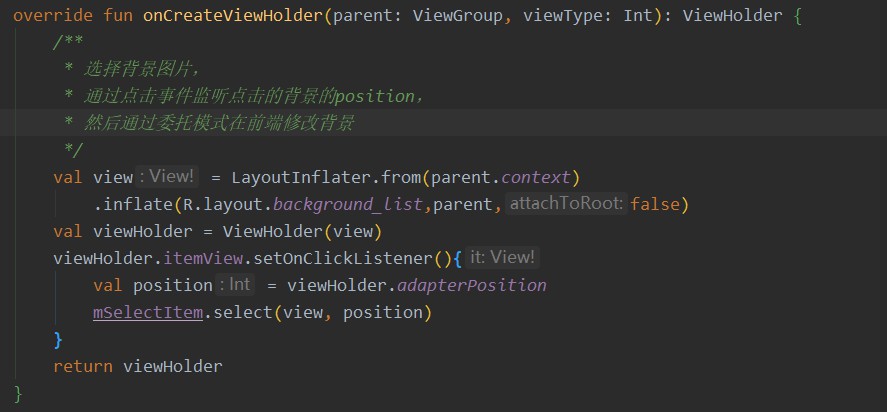 override fun onCreateViewHolder(parent: ViewGroup, viewType: Int): ViewHolder {
/**
* 选择背景图片，
* 通过点击事件监听点击的背景的position，
* 然后通过委托模式在前端修改背景
*/
val view : View! = LayoutInflater.from(parent.context)
.inflate(R.layout.background_list,parent, attachToRoot: false)
val viewHolder = ViewHolder(view)
viewHolder.itemView.setOnClickListener(){ it: View!
val position : Int = viewHolder.adapterPosition
mSelectItem.select(view, position)
}
return viewHolder
}